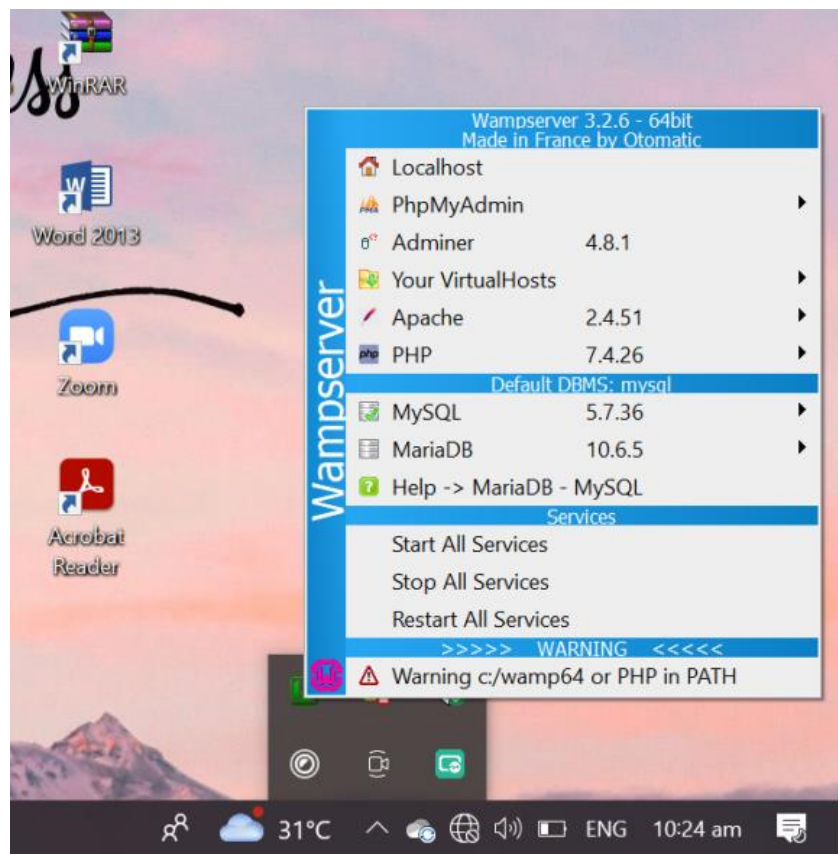 WinRAR
Word 2013
Zoom
Acrobat
Reader
Wampserver
Wampserver 3.2.6 - 64bit
Made in France by Otomatic
Localhost
PhpMyAdmin
Adminer 4.8.1
Your VirtualHosts
Apache 2.4.51
PHP 7.4.26
Default DBMS: mysql
MySQL 5.7.36
MariaDB 10.6.5
Help -> MariaDB - MySQL
Services
Start All Services
Stop All Services
Restart All Services
>>>>> WARNING <<<<<
Warning c:/wamp64 or PHP in PATH
31°C ENG 10:24 am